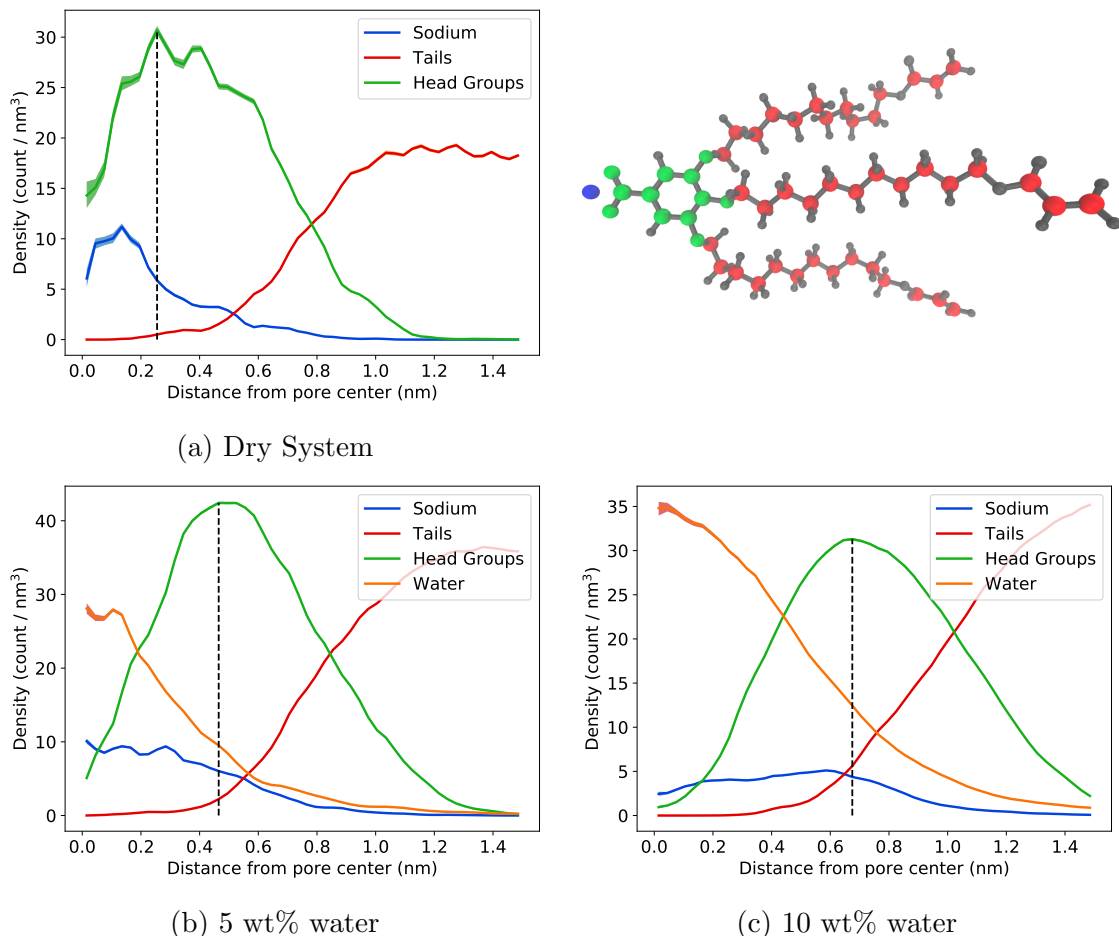 Sodium
Tails
Head Groups
30
25
20
15
10
5
0
Density (count / nm³)
0.0 0.2 0.4 0.6 0.8 1.0 1.2 1.4
Distance from pore center (nm)
(a) Dry System
Sodium
Tails
Head Groups
Water
40
30
20
10
0
Density (count / nm³)
0.0 0.2 0.4 0.6 0.8 1.0 1.2 1.4
Distance from pore center (nm)
(b) 5 wt% water
Sodium
Tails
Head Groups
Water
35
30
25
20
15
10
5
0
Density (count / nm³)
0.0 0.2 0.4 0.6 0.8 1.0 1.2 1.4
Distance from pore center (nm)
(c) 10 wt% water